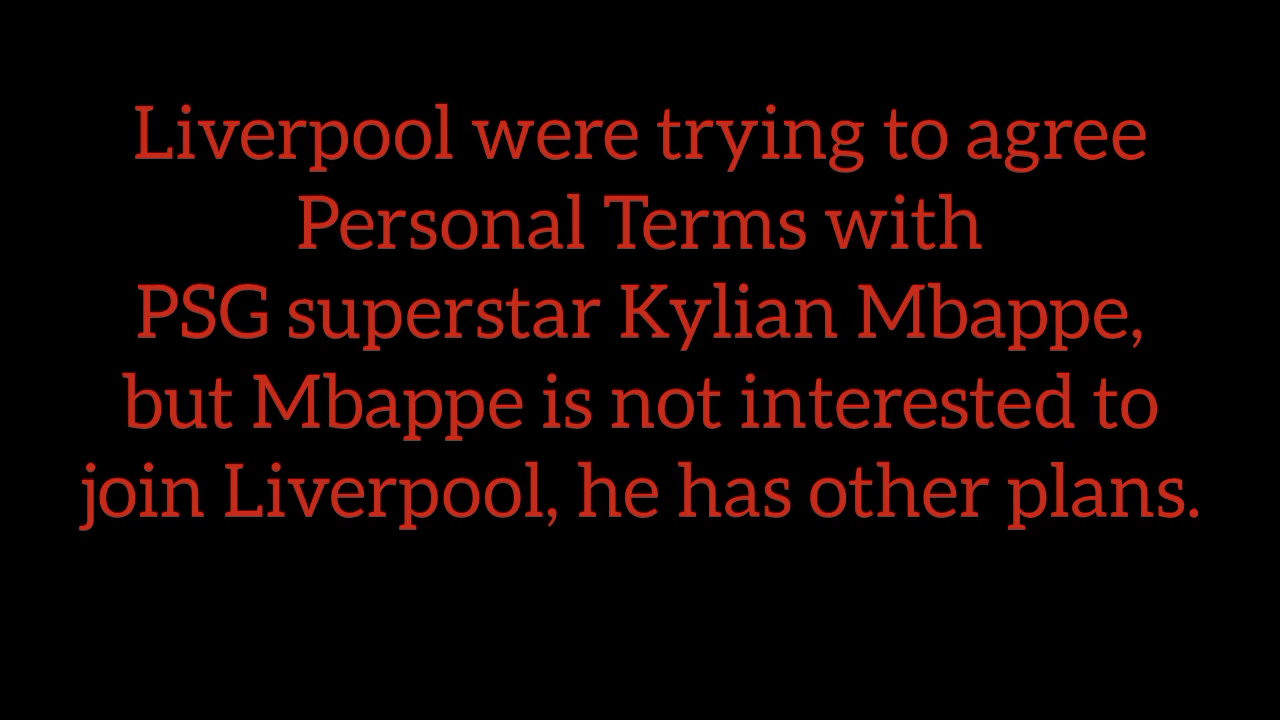 Liverpool were trying to agree
Personal Terms with
PSG superstar Kylian Mbappe,
but Mbappe is not interested to
join Liverpool, he has other plans.